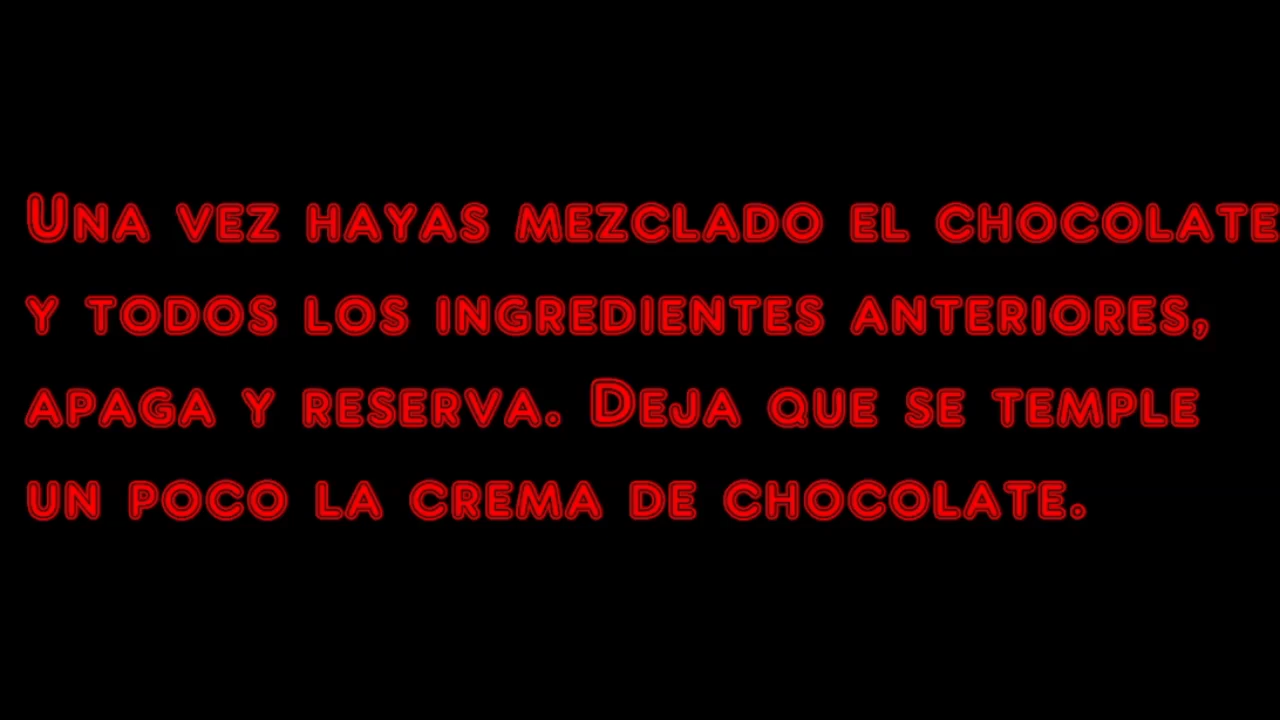 Una vez hayas mezclado el chocolate
y todos los ingredientes anteriores,
apaga y reserva. Deja que se temple
un poco la crema de chocolate.